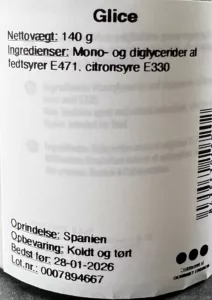 Glice
Nettovægt: 140 g
Ingredienser: Mono- og diglycerider af
fedtsyrer E471, citronsyre E330
Oprindelse: Spanien
Opbevaring: Koldt og tørt
Bedst før: 28-01-2026
Lot.nr.: 0007894667